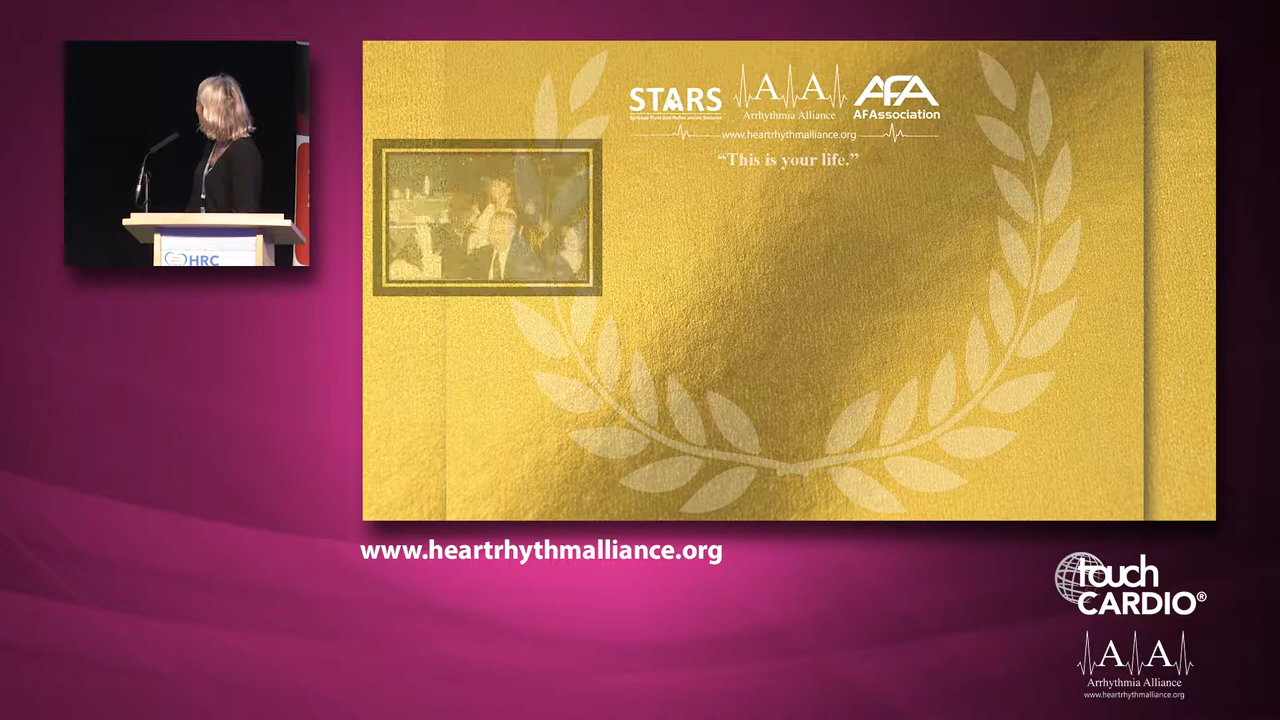 HRC
STARS
A A
Arrhythmia Alliance
AFA
AFAssociation
www.heartrhythmalliance.org
“This is your life.”
www.heartrhythmalliance.org
touch
CARDIO®
A A
Arrhythmia Alliance
www.heartrhythmalliance.org